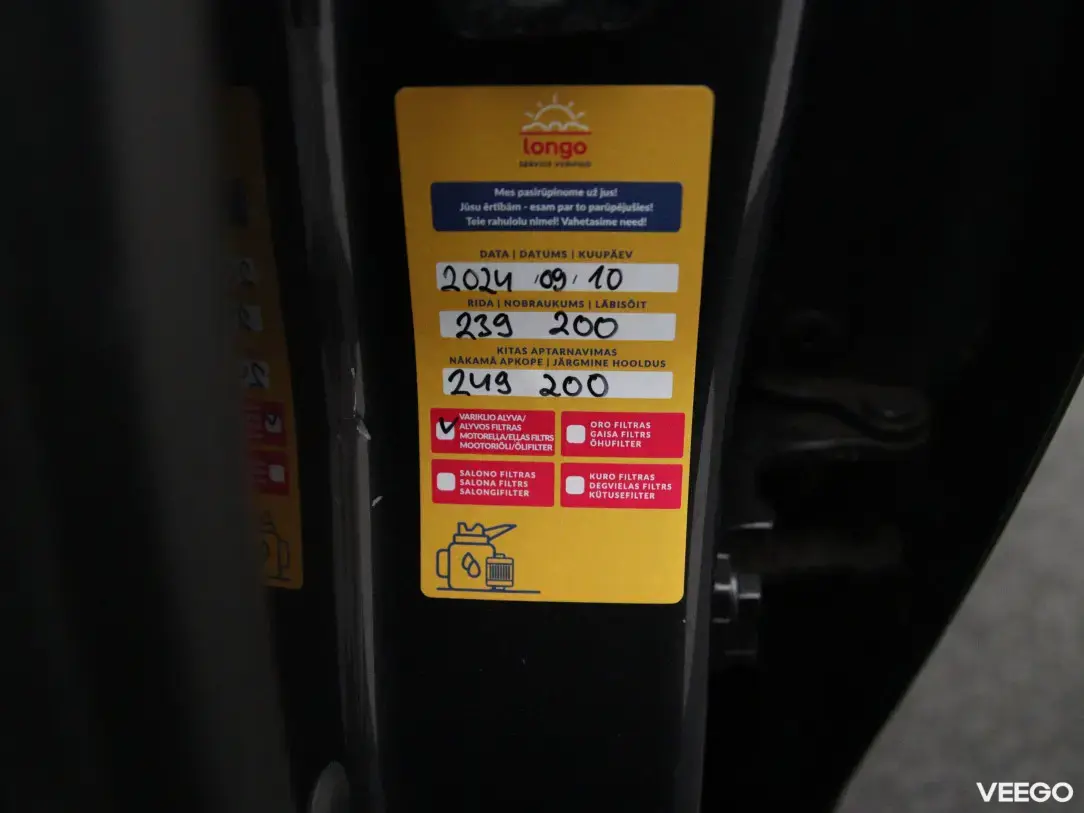 longo
SERVICE VERIFIED
Mes pasirūpinome už jus!
Jūsu ērtībām - esam par to parūpējušies!
Teie rahulolu nimel! Vahetasime need!
DATA | DATUMS | KUUPÄEV
2024 09 10
RIDA | NOBRAUKUMS | LÄBISÕIT
239 200
KITAS APTARNAVIMAS
NĀKAMĀ APKOPE | JÄRGMINE HOOLDUS
249 200
VARIKLIO ALYVA/
ALYVOS FILTRAS
MOTOREĻĻA/EĻĻAS FILTRS
MOOTORIÕLI/ÕLIFILTER
ORO FILTRAS
GAISA FILTRS
ÕHUFILTER
SALONO FILTRAS
SALONA FILTRS
SALONGIFILTER
KURO FILTRAS
DEGVIELAS FILTRS
KÜTUSEFILTER
VEEGO